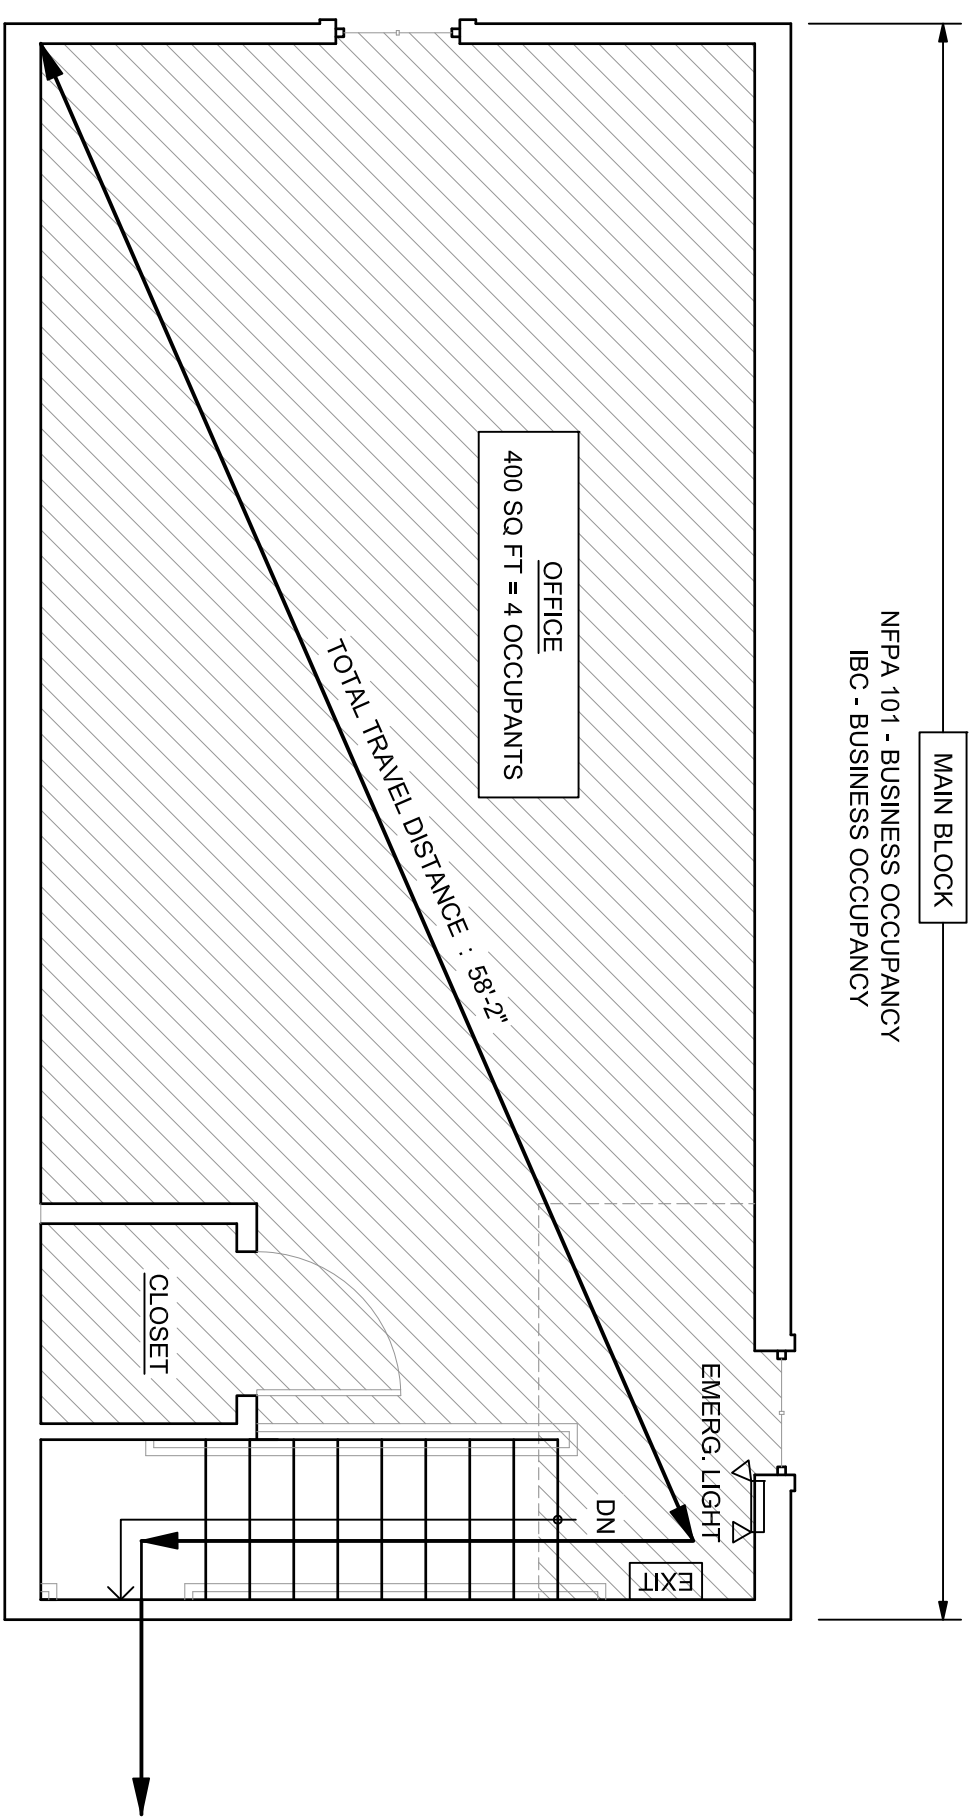 MAIN BLOCK
NFPA 101 - BUSINESS OCCUPANCY
IBC - BUSINESS OCCUPANCY
OFFICE
400 SQ FT = 4 OCCUPANTS
TOTAL TRAVEL DISTANCE : 58'-2"
EMERG. LIGHT
EXIT
DN
CLOSET